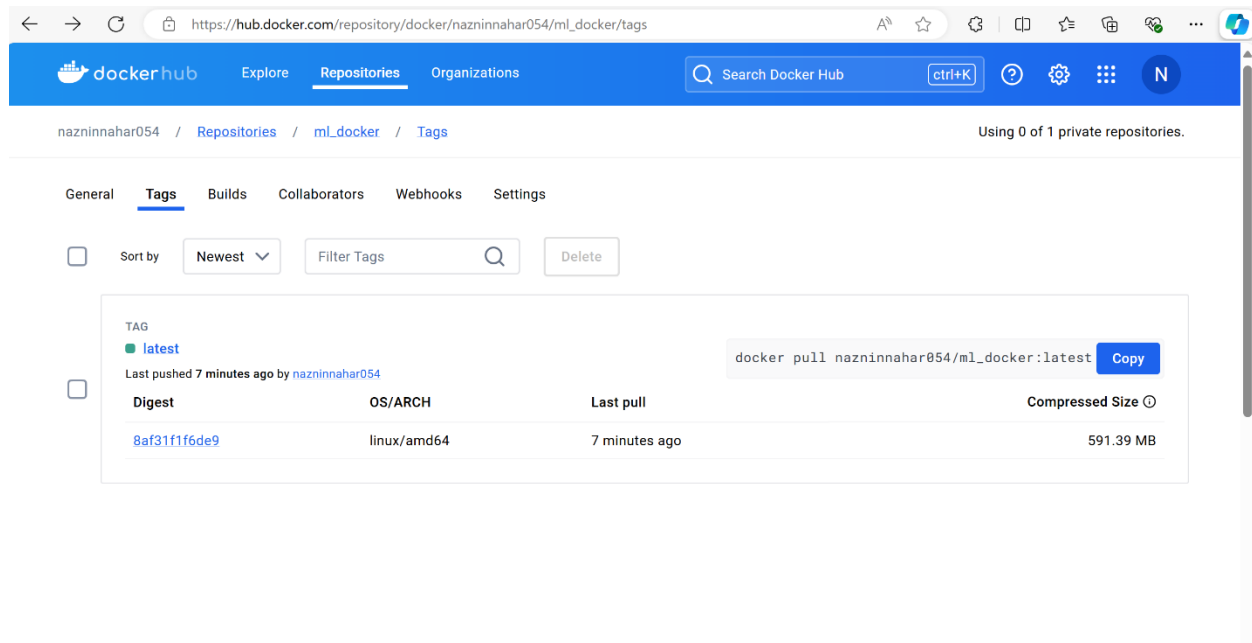 https://hub.docker.com/repository/docker/nazninnahar054/ml_docker/tags
dockerhub Explore Repositories Organizations Search Docker Hub ctrl+K ? N
nazninnahar054 / Repositories / ml_docker / Tags Using 0 of 1 private repositories.
General Tags Builds Collaborators Webhooks Settings
Sort by Newest Filter Tags Delete
TAG
latest
docker pull nazninnahar054/ml_docker:latest Copy
Last pushed 7 minutes ago by nazninnahar054
Digest OS/ARCH Last pull Compressed Size
8af31f1f6de9 linux/amd64 7 minutes ago 591.39 MB